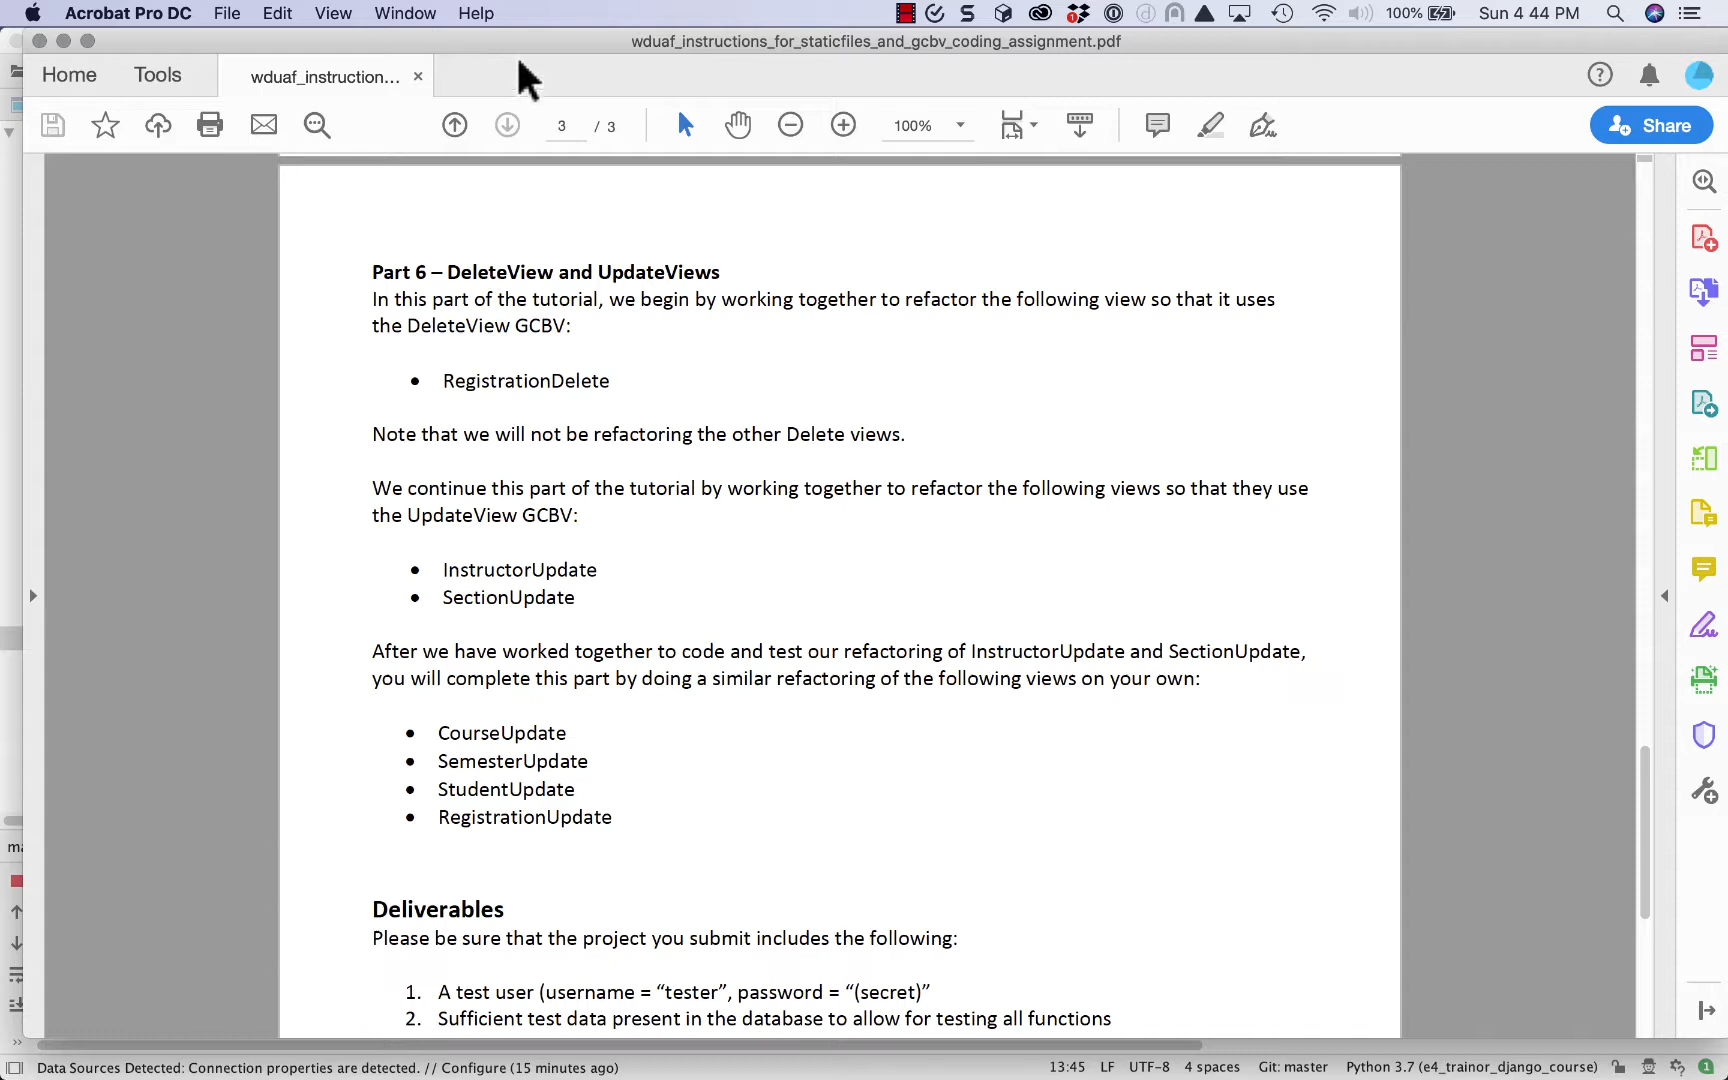 Acrobat Pro DC File Edit View Window Help 100% Sun 4 44 PM
wduaf_instructions_for_staticfiles_and_gcbv_coding_assignment.pdf
Home Tools wduaf_instruction... ×
3 / 3 100% Share
Part 6 – DeleteView and UpdateViews
In this part of the tutorial, we begin by working together to refactor the following view so that it uses
the DeleteView GCBV:
• RegistrationDelete
Note that we will not be refactoring the other Delete views.
We continue this part of the tutorial by working together to refactor the following views so that they use
the UpdateView GCBV:
• InstructorUpdate
• SectionUpdate
After we have worked together to code and test our refactoring of InstructorUpdate and SectionUpdate,
you will complete this part by doing a similar refactoring of the following views on your own:
• CourseUpdate
• SemesterUpdate
• StudentUpdate
• RegistrationUpdate
Deliverables
Please be sure that the project you submit includes the following:
1. A test user (username = “tester”, password = “(secret)”
2. Sufficient test data present in the database to allow for testing all functions
Data Sources Detected: Connection properties are detected. // Configure (15 minutes ago) 13:45 LF UTF-8 4 spaces Git: master Python 3.7 (e4_trainor_django_course)